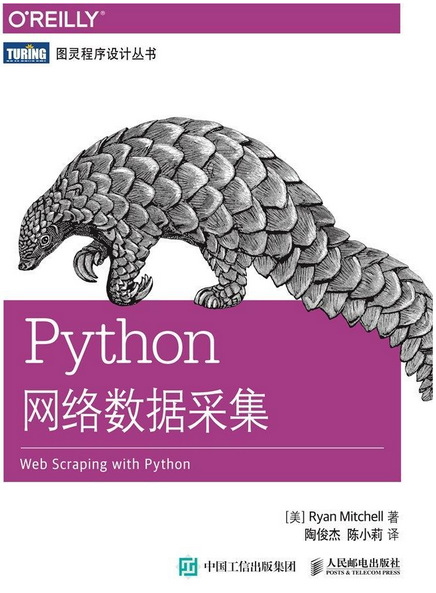 O'REILLY®
TURING 图灵程序设计丛书
Python
网络数据采集
Web Scraping with Python
[美] Ryan Mitchell 著
陶俊杰 陈小莉 译
中国工信出版集团 人民邮电出版社
POSTS & TELECOM PRESS